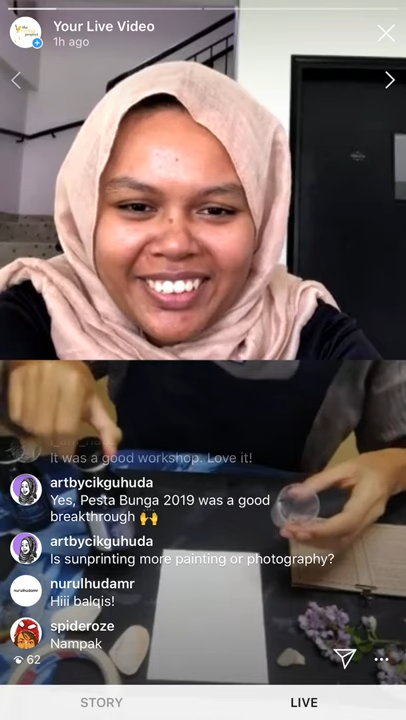 Your Live Video
1h ago
It was a good workshop. Love it!
artbycikguhuda
Yes, Pesta Bunga 2019 was a good
breakthrough 🙌
artbycikguhuda
Is sunprinting more painting or photography?
nurulhudamr
Hiii balqis!
spideroze
Nampak
62
STORY
LIVE